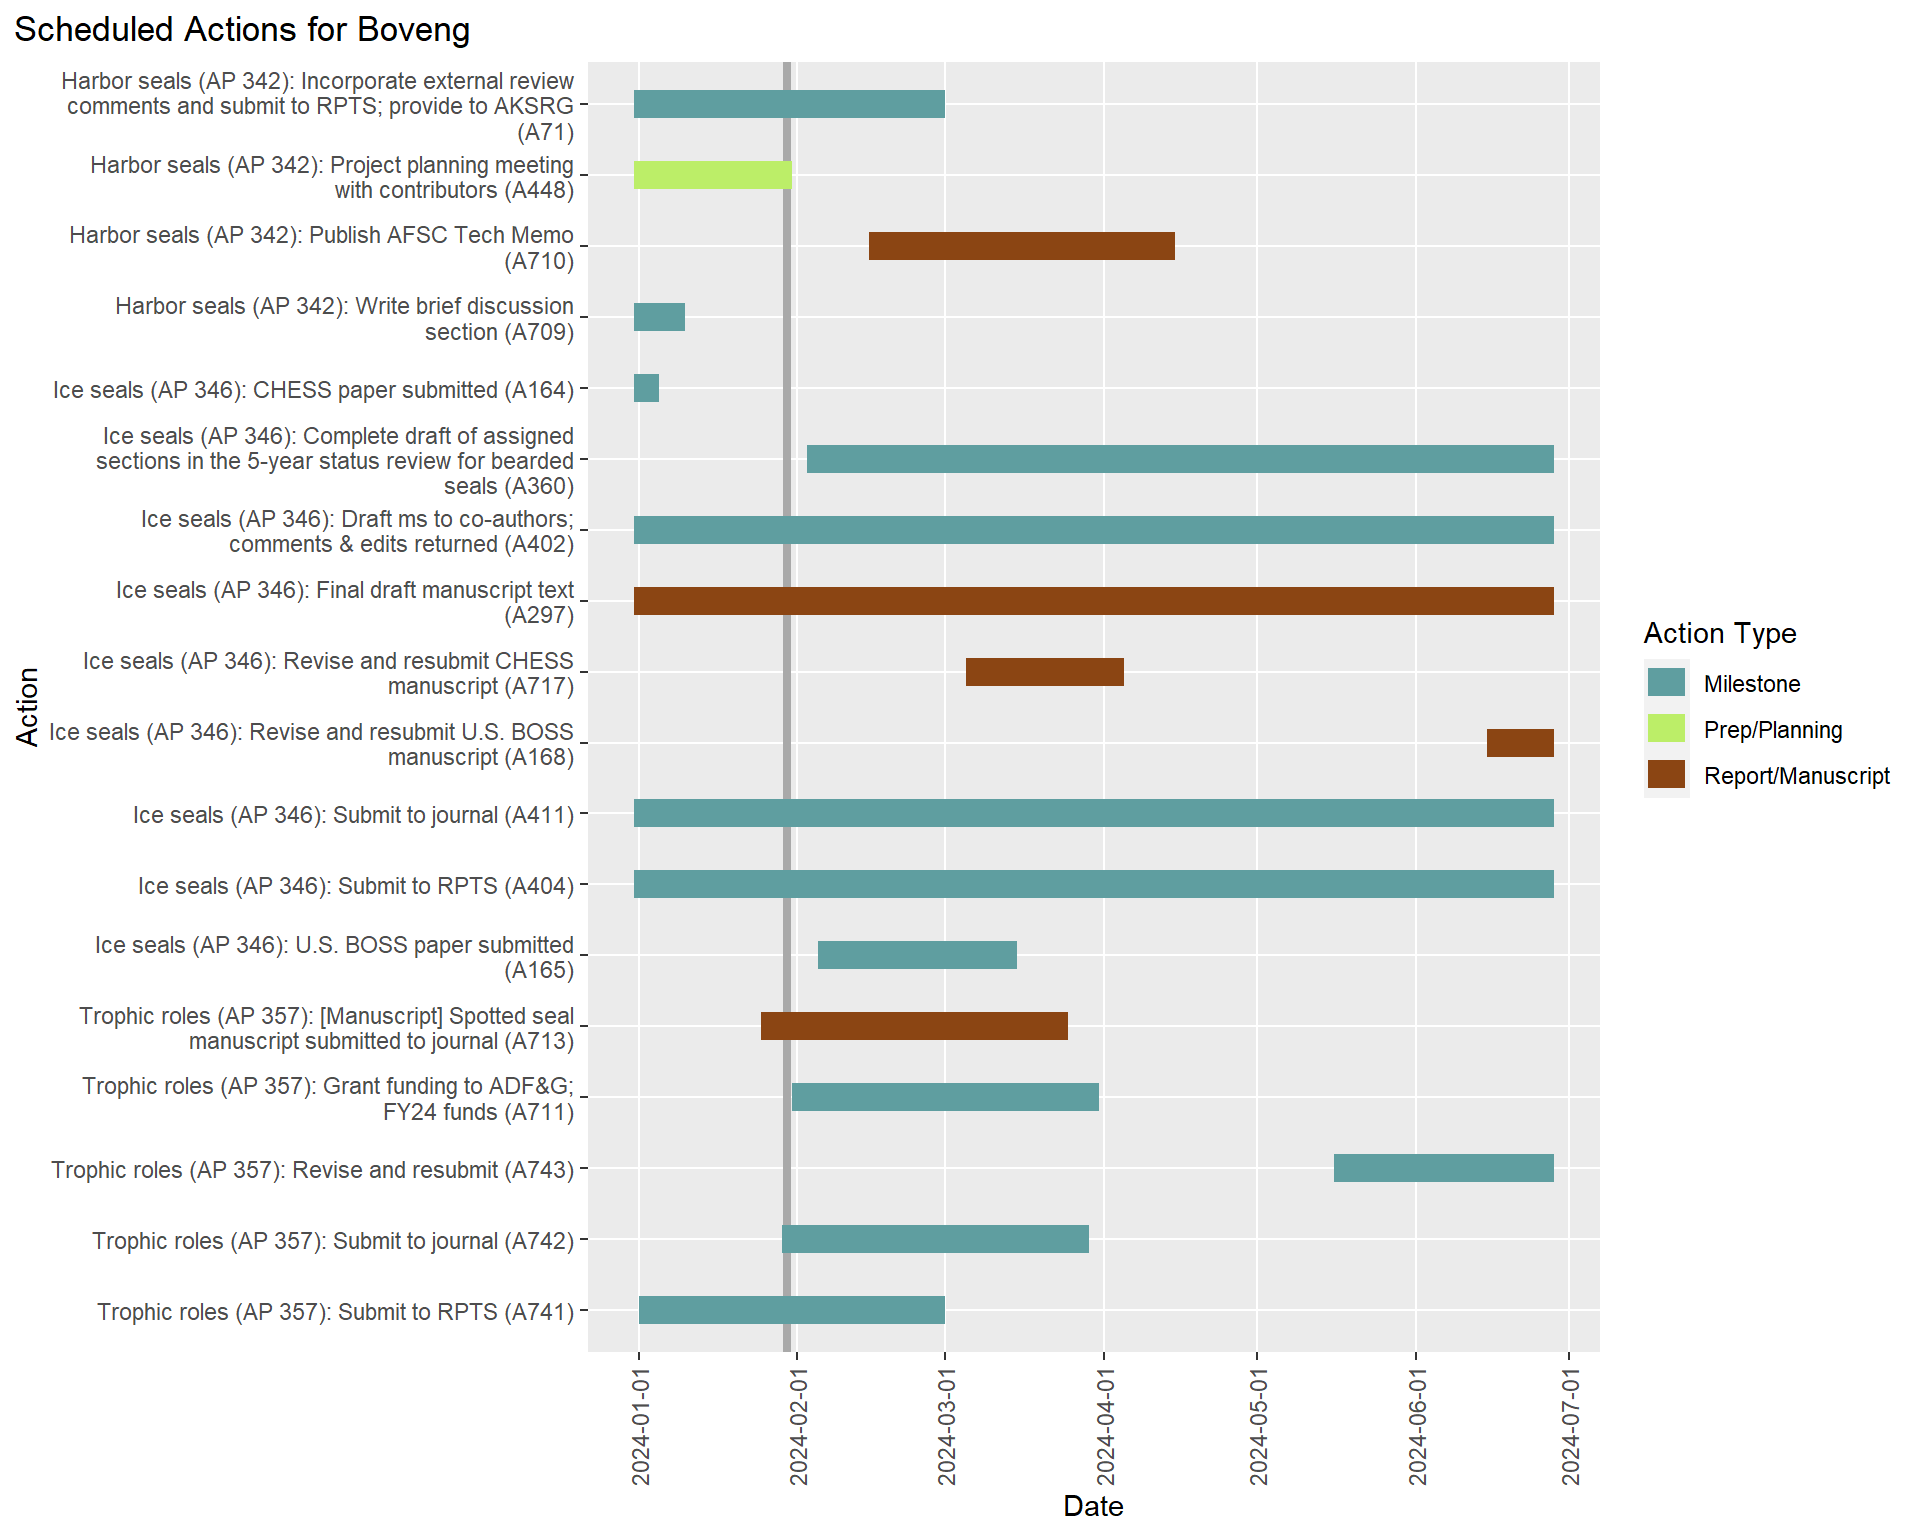 Scheduled Actions for Boveng
Harbor seals (AP 342): Incorporate external review
comments and submit to RPTS; provide to AKSRG
(A71)
Harbor seals (AP 342): Project planning meeting
with contributors (A448)
Harbor seals (AP 342): Publish AFSC Tech Memo
(A710)
Harbor seals (AP 342): Write brief discussion
section (A709)
Ice seals (AP 346): CHESS paper submitted (A164)
Ice seals (AP 346): Complete draft of assigned
sections in the 5-year status review for bearded
seals (A360)
Ice seals (AP 346): Draft ms to co-authors;
comments & edits returned (A402)
Ice seals (AP 346): Final draft manuscript text
(A297)
Ice seals (AP 346): Revise and resubmit CHESS
manuscript (A717)
Ice seals (AP 346): Revise and resubmit U.S. BOSS
manuscript (A168)
Ice seals (AP 346): Submit to journal (A411)
Ice seals (AP 346): Submit to RPTS (A404)
Ice seals (AP 346): U.S. BOSS paper submitted
(A165)
Trophic roles (AP 357): [Manuscript] Spotted seal
manuscript submitted to journal (A713)
Trophic roles (AP 357): Grant funding to ADF&G;
FY24 funds (A711)
Trophic roles (AP 357): Revise and resubmit (A743)
Trophic roles (AP 357): Submit to journal (A742)
Trophic roles (AP 357): Submit to RPTS (A741)
Action
2024-01-01
2024-02-01
2024-03-01
2024-04-01
2024-05-01
2024-06-01
2024-07-01
Date
Action Type
Milestone
Prep/Planning
Report/Manuscript